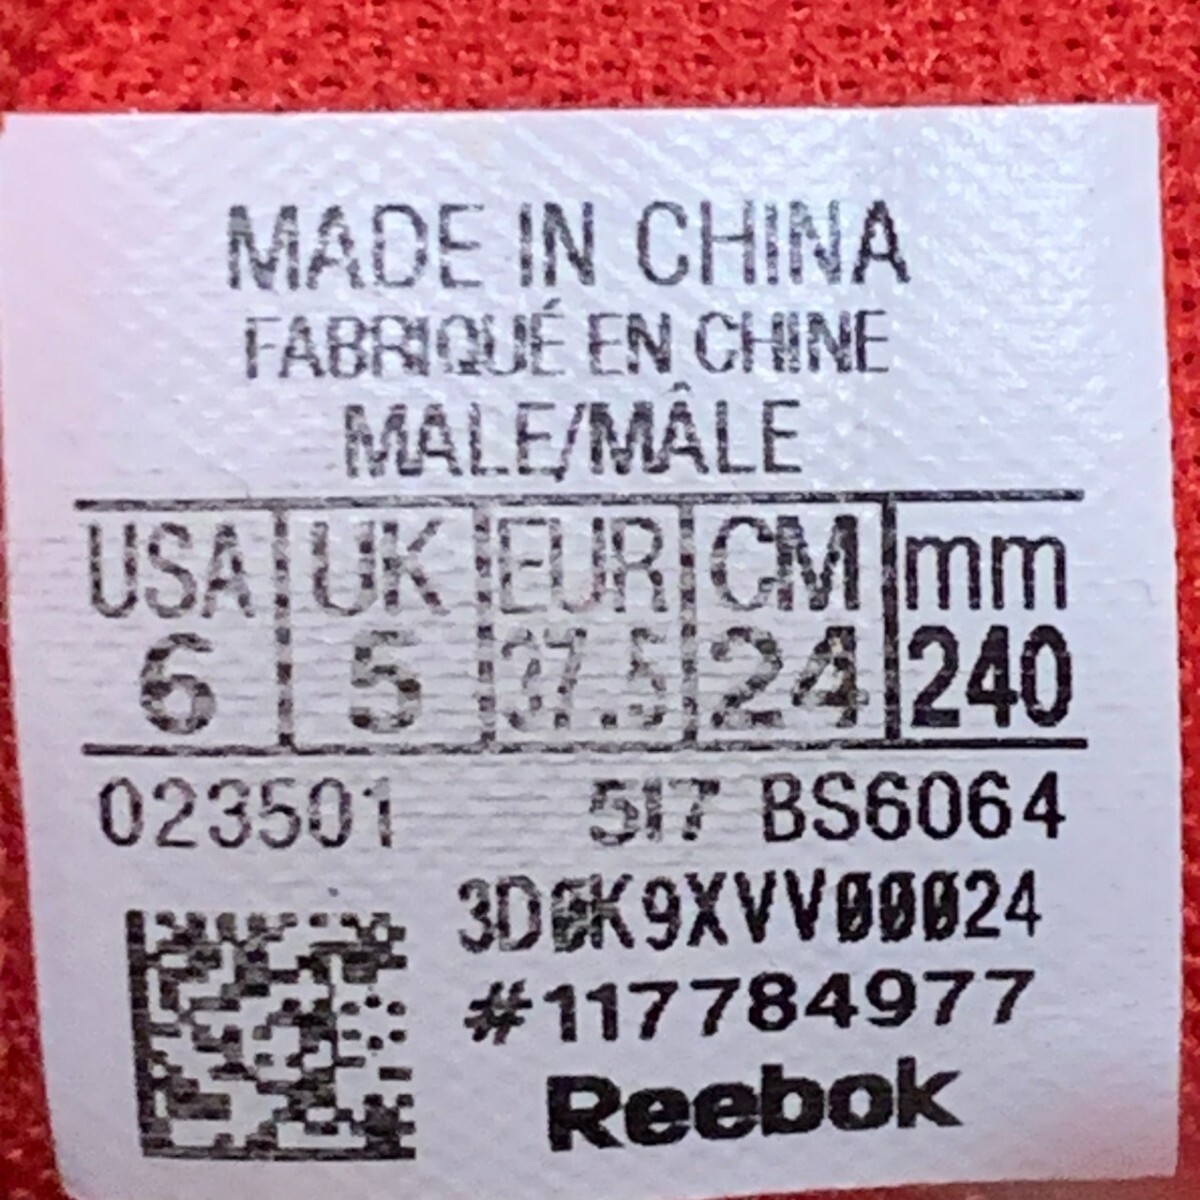 MADE IN CHINA
FABRIQUÉ EN CHINE
MALE/MÂLE
USA UK EUR CM mm
6 5 37.5 24 240
023501 517 BS6064
3D0K9XVV000024
#117784977
Reebok